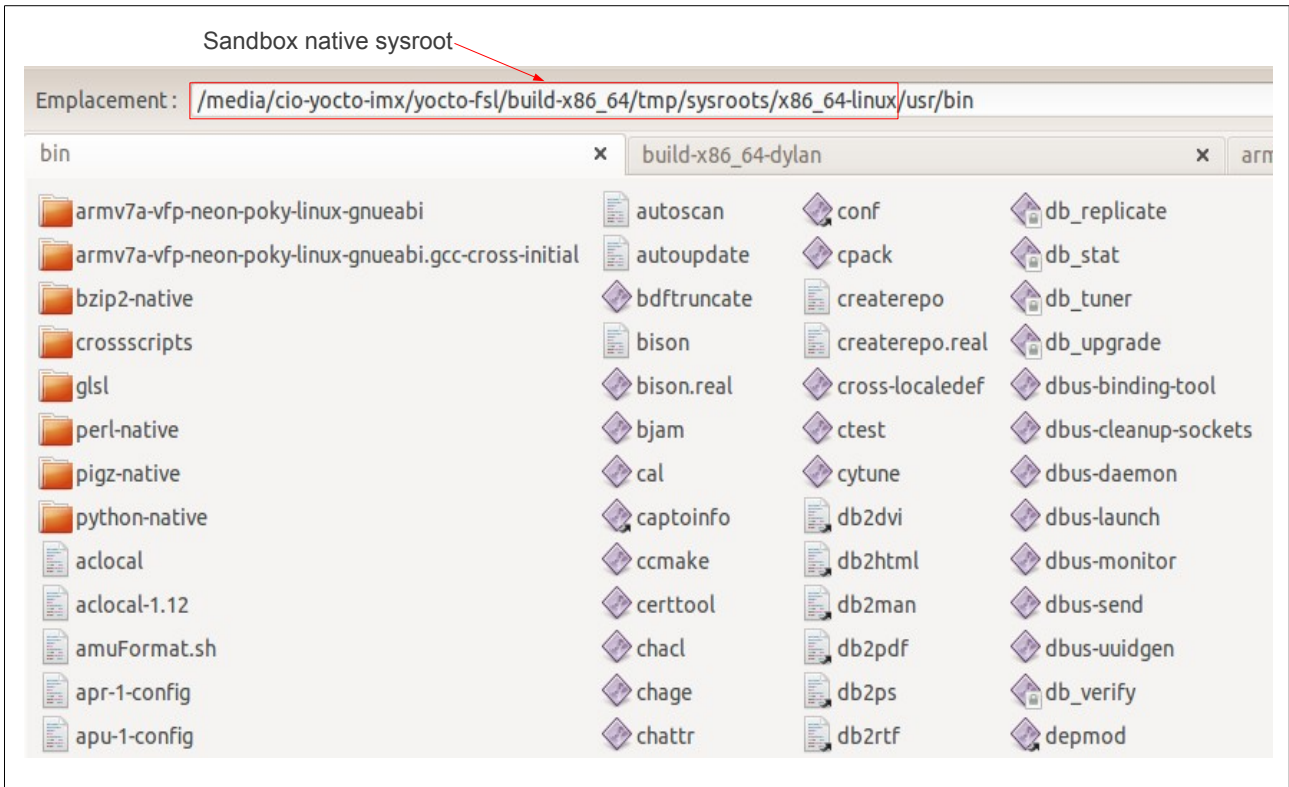 Sandbox native sysroot
Emplacement : /media/cio-yocto-imx/yocto-fsl/build-x86_64/tmp/sysroots/x86_64-linux/usr/bin
bin × build-x86_64-dylan × arm
armv7a-vfp-neon-poky-linux-gnueabi autoscan conf db_replicate
armv7a-vfp-neon-poky-linux-gnueabi.gcc-cross-initial autoupdate cpack db_stat
bzip2-native bdftruncate createrepo db_tuner
crossscripts bison createrepo.real db_upgrade
glsl bison.real cross-localedef dbus-binding-tool
perl-native bjam ctest dbus-cleanup-sockets
pigz-native cal cytune dbus-daemon
python-native captoinfo db2dvi dbus-launch
aclocal ccmake db2html dbus-monitor
aclocal-1.12 certtool db2man dbus-send
amuFormat.sh chacl db2pdf dbus-uuidgen
apr-1-config chage db2ps db_verify
apu-1-config chattr db2rtf depmod